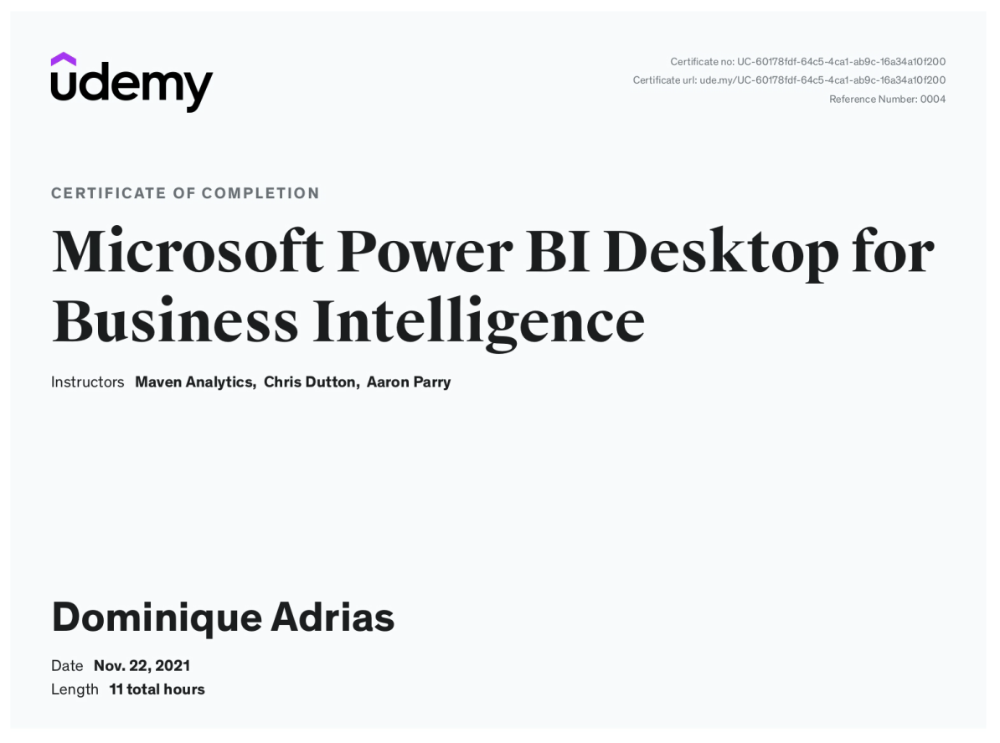 udemy
Certificate no: UC-60178fdf-64c5-4ca1-ab9c-16a34a10f200
Certificate url: ude.my/UC-60178fdf-64c5-4ca1-ab9c-16a34a10f200
Reference Number: 0004
CERTIFICATE OF COMPLETION
Microsoft Power BI Desktop for
Business Intelligence
Instructors Maven Analytics, Chris Dutton, Aaron Parry
Dominique Adrias
Date Nov. 22, 2021
Length 11 total hours